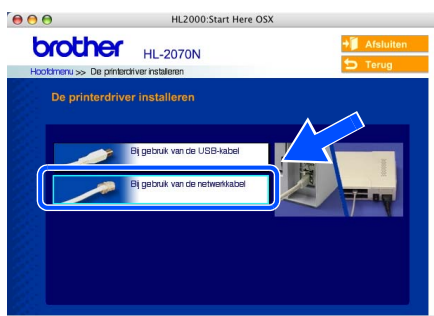 HL2000:Start Here OSX
brother HL-2070N
Afsluiten
Terug
Hoofdmenu >> De printerdriver installeren
De printerdriver installeren
Bij gebruik van de USB-kabel
Bij gebruik van de netwerkkabel